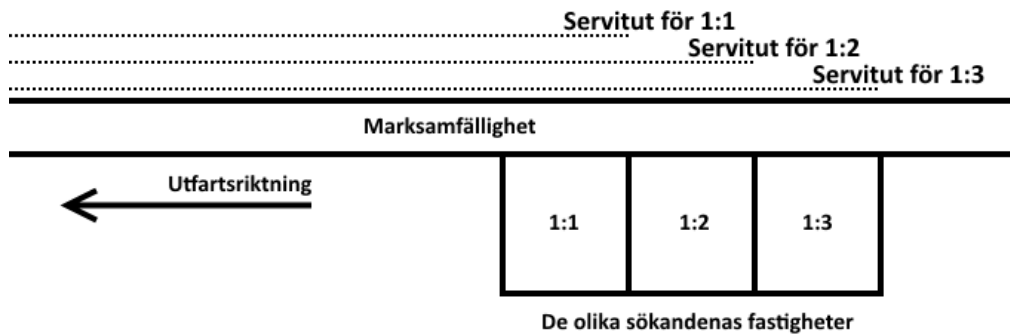 Servitut för 1:1
Servitut för 1:2
Servitut för 1:3
Marksamfällighet
Utfartsriktning
1:1
1:2
1:3
De olika sökandenas fastigheter